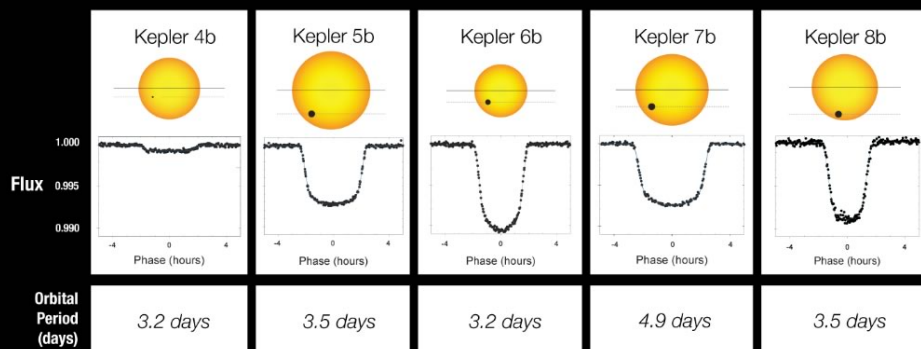 Kepler 4b
Kepler 5b
Kepler 6b
Kepler 7b
Kepler 8b
Flux
1.000
0.995
0.990
-4 0 4
-4 0 4
-4 0 4
-4 0 4
-4 0 4
Phase (hours)
Phase (hours)
Phase (hours)
Phase (hours)
Phase (hours)
Orbital
Period
(days)
3.2 days
3.5 days
3.2 days
4.9 days
3.5 days